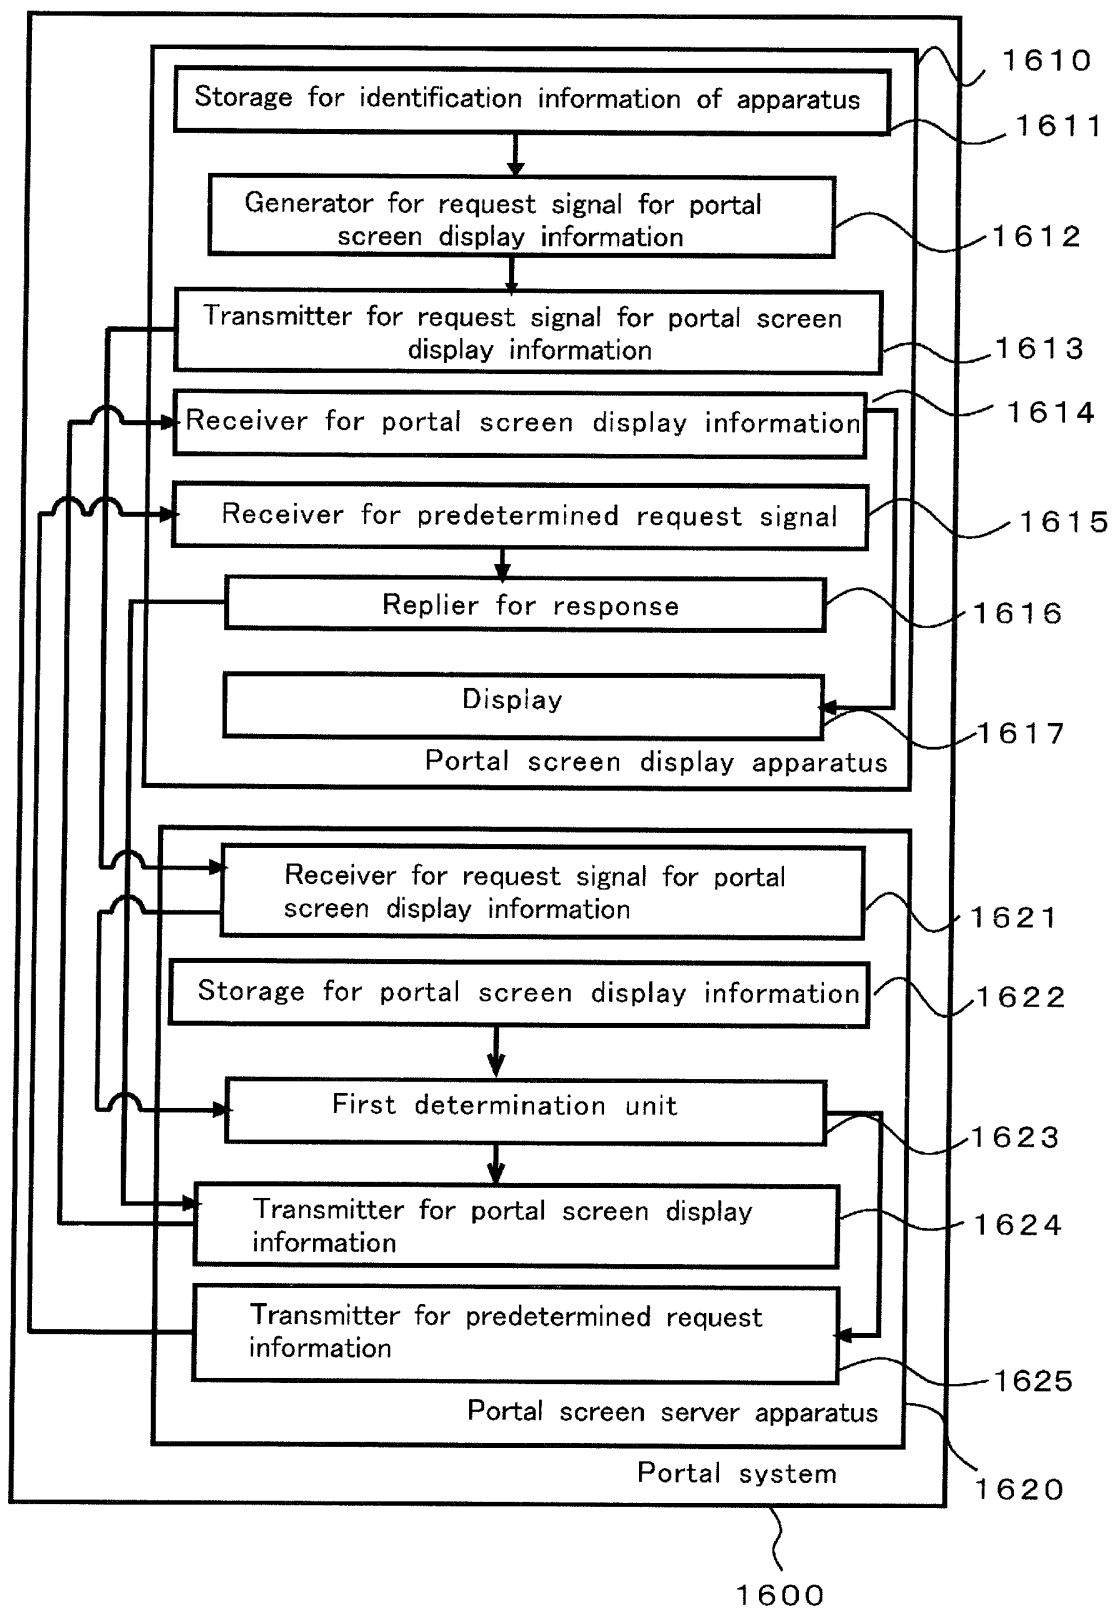 1610
Storage for identification information of apparatus
1611
Generator for request signal for portal
screen display information
1612
Transmitter for request signal for portal screen
display information
1613
1614
Receiver for portal screen display information
Receiver for predetermined request signal
1615
Replier for response
1616
Display
1617
Portal screen display apparatus
Receiver for request signal for portal
screen display information
1621
Storage for portal screen display information
1622
First determination unit
1623
Transmitter for portal screen display
information
1624
Transmitter for predetermined request
information
1625
Portal screen server apparatus
Portal system
1620
1600